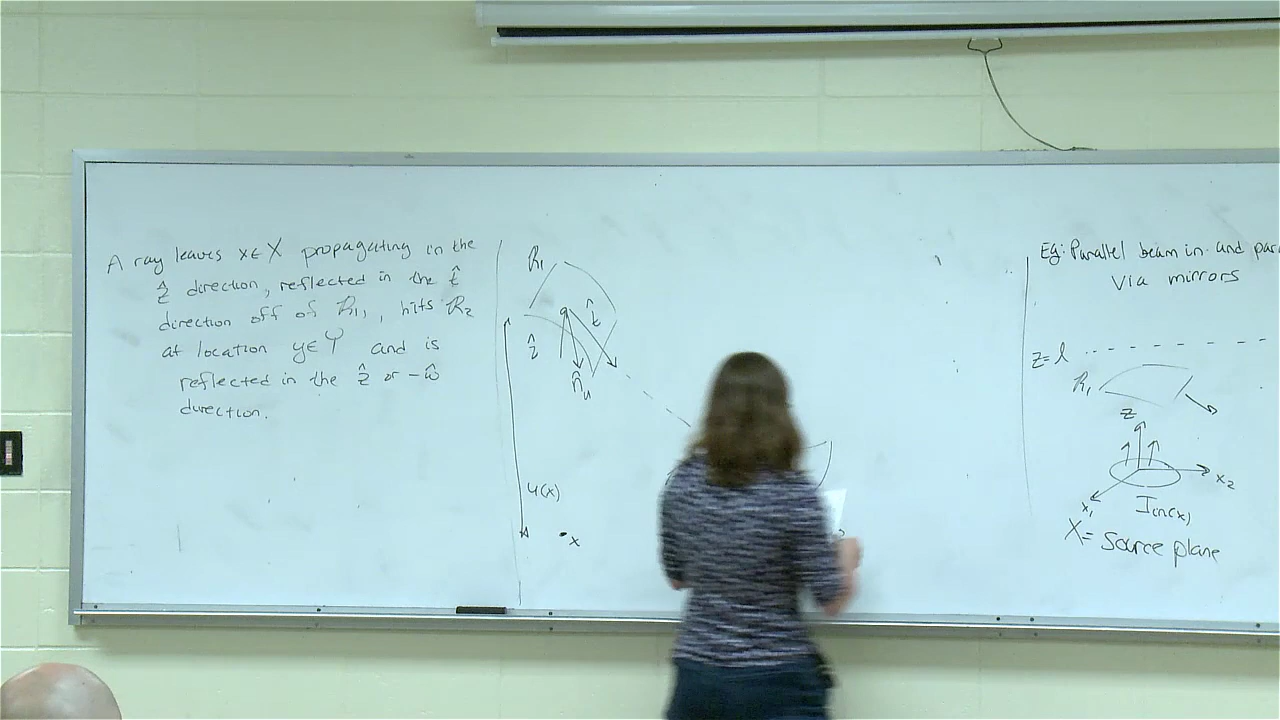 A ray leaves x ∈ X propagating in the
ẑ direction, reflected in the t̂
direction off of R₁, hits R₂
at location y ∈ Y and is
reflected in the ẑ or -ŵ
direction.
R₁
t̂
ẑ
n̂ᵤ
u(x)
x
Eg: Parallel beam in and par
via mirrors
z=l
R₁
z
x₂
x₁
I_in(x)
X = Source plane